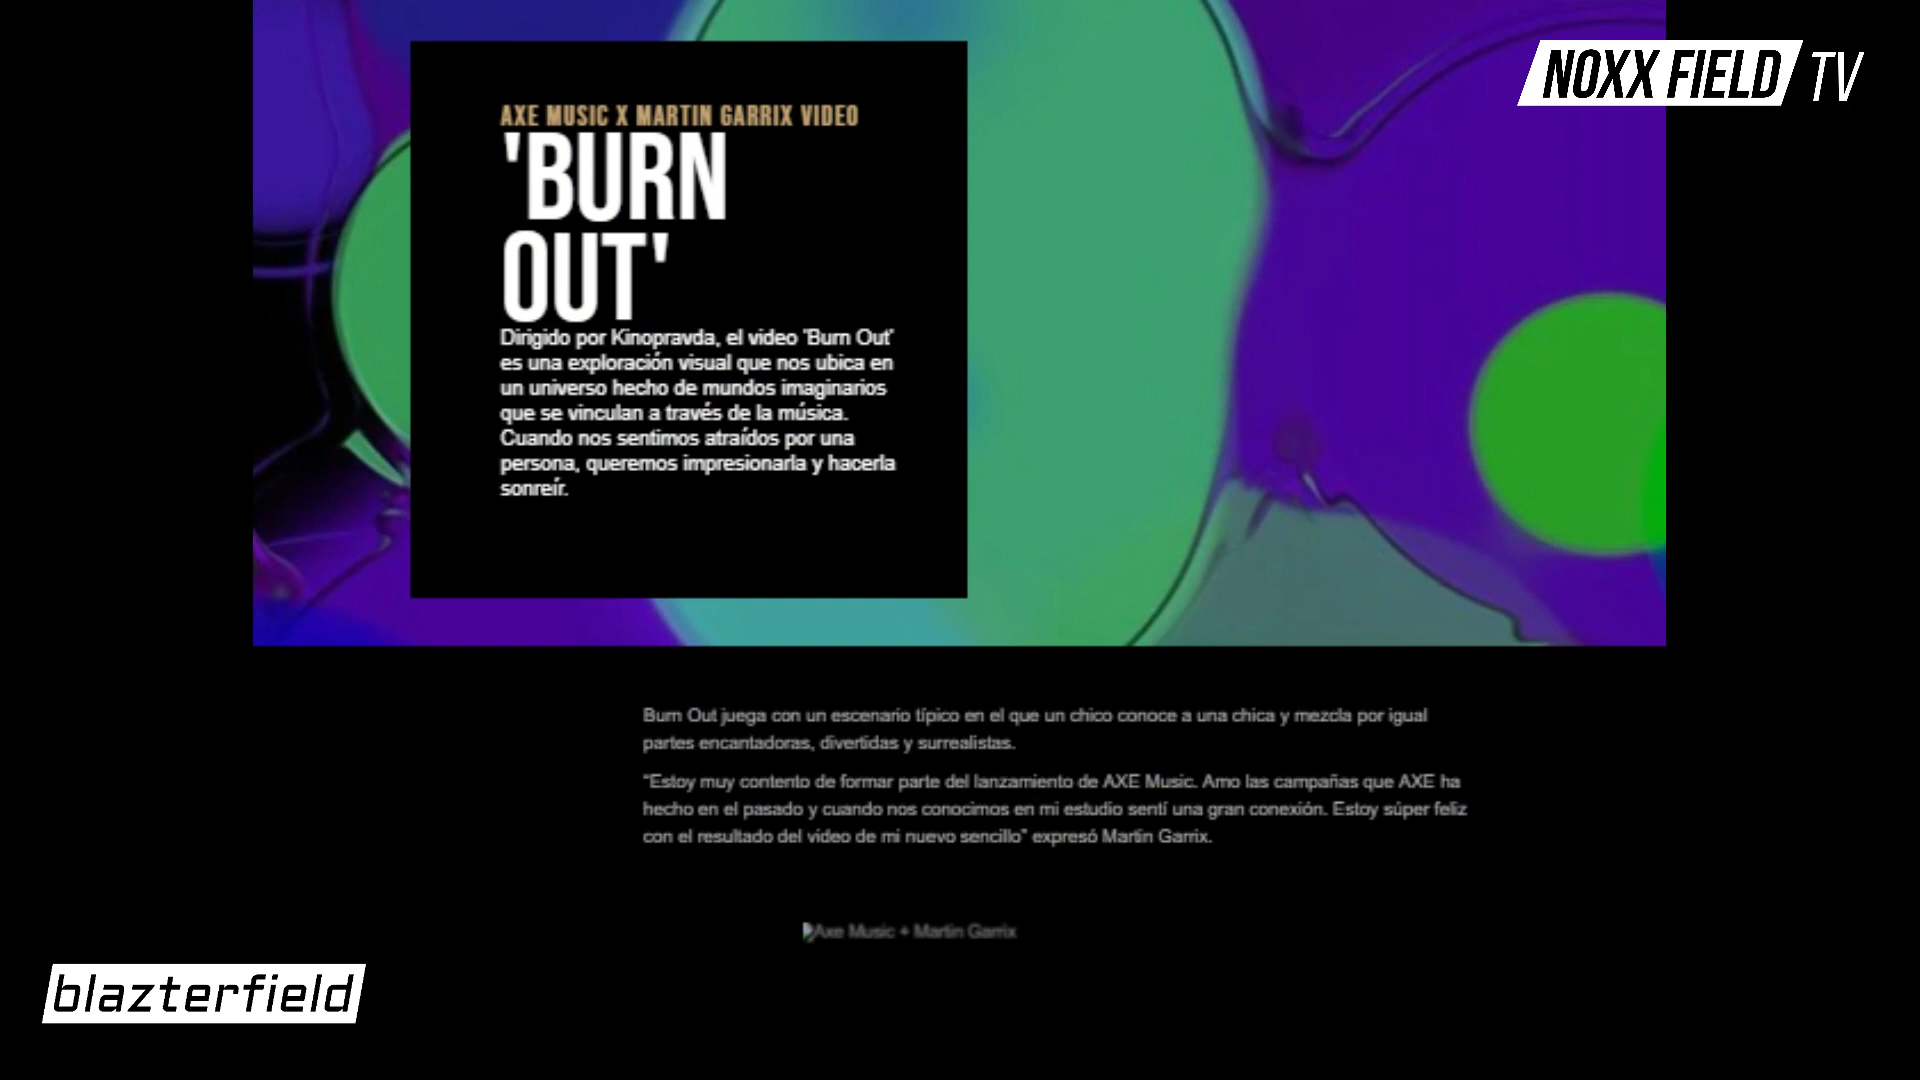 NOXX FIELD TV
AXE MUSIC X MARTIN GARRIX VIDEO
'BURN
OUT'
Dirigido por Kinopravda, el video 'Burn Out'
es una exploración visual que nos ubica en
un universo hecho de mundos imaginarios
que se vinculan a través de la música.
Cuando nos sentimos atraídos por una
persona, queremos impresionarla y hacerla
sonreír.
Burn Out juega con un escenario típico en el que un chico conoce a una chica y mezcla por igual
partes encantadoras, divertidas y surrealistas.
“Estoy muy contento de formar parte del lanzamiento de AXE Music. Amo las campañas que AXE ha
hecho en el pasado y cuando nos conocimos en mi estudio sentí una gran conexión. Estoy súper feliz
con el resultado del video de mi nuevo sencillo” expresó Martin Garrix.
Axe Music + Martin Garrix
blazterfield